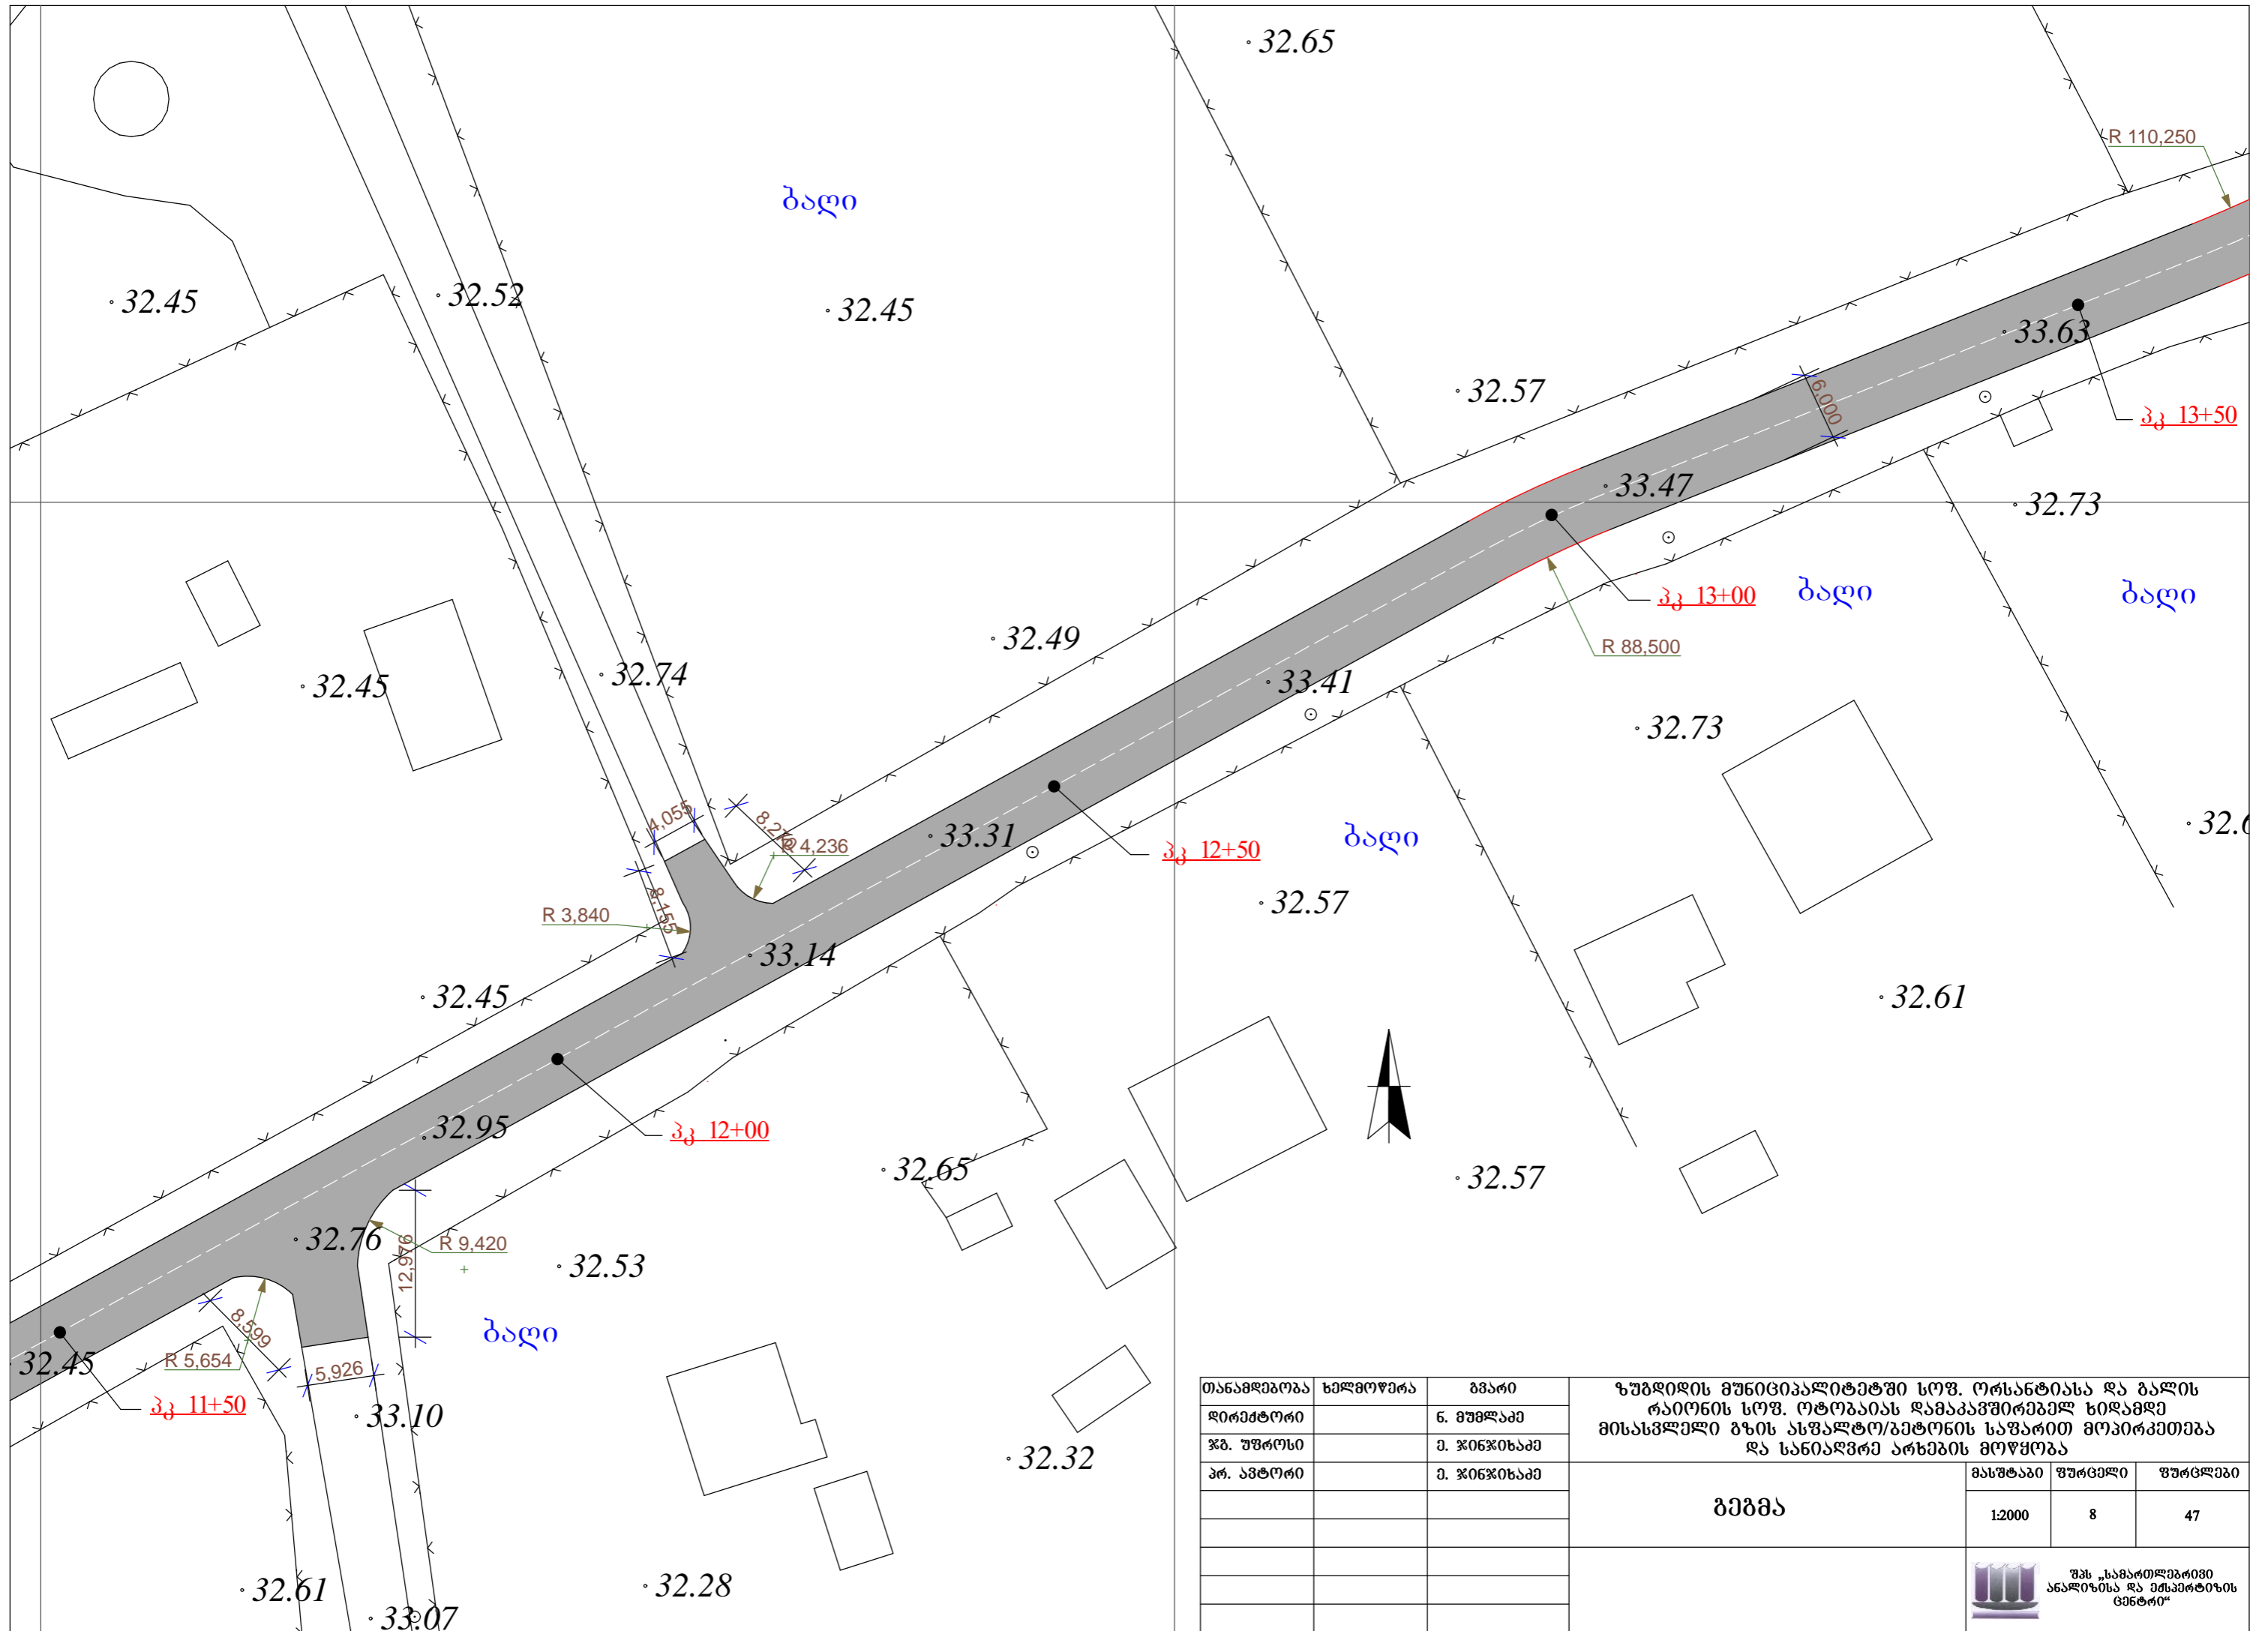 32.65
R 110,250
ბაღი
32.45
32.52
32.45
33.63
32.57
6,000
პკ 13+50
33.47
32.73
პკ 13+00
ბაღი
ბაღი
32.49
R 88,500
32.45
32.74
33.41
32.73
4,055
8,276
R 4,236
33.31
პკ 12+50
ბაღი
R 3,840
8,155
32.57
33.14
32.45
32.61
32.95
პკ 12+00
32.65
32.57
32.76
R 9,420
12,976
32.53
8,599
ბაღი
32.45
R 5,654
5,926
პკ 11+50
33.10
32.32
32.61
32.28
33.07
თანამდებობა ხელმოწერა გვარი
დირექტორი ნ. მუმლაძე
ჯგ. უფროსი ე. ჯინჯიხაძე
პრ. ავტორი ე. ჯინჯიხაძე
ზუგდიდის მუნიციპალიტეტში სოფ. ორსანტიასა და გალის
რაიონის სოფ. ოტობაიას დამაკავშირებელ ხიდამდე
მისასვლელი გზის ასფალტო/ბეტონის საფარით მოპირკეთება
და სანიაღვრე არხების მოწყობა
გეგმა
მასშტაბი ფურცელი ფურცლები
1:2000 8 47
შპს „სამართლებრივი
ანალიზისა და ექსპერტიზის
ცენტრი“